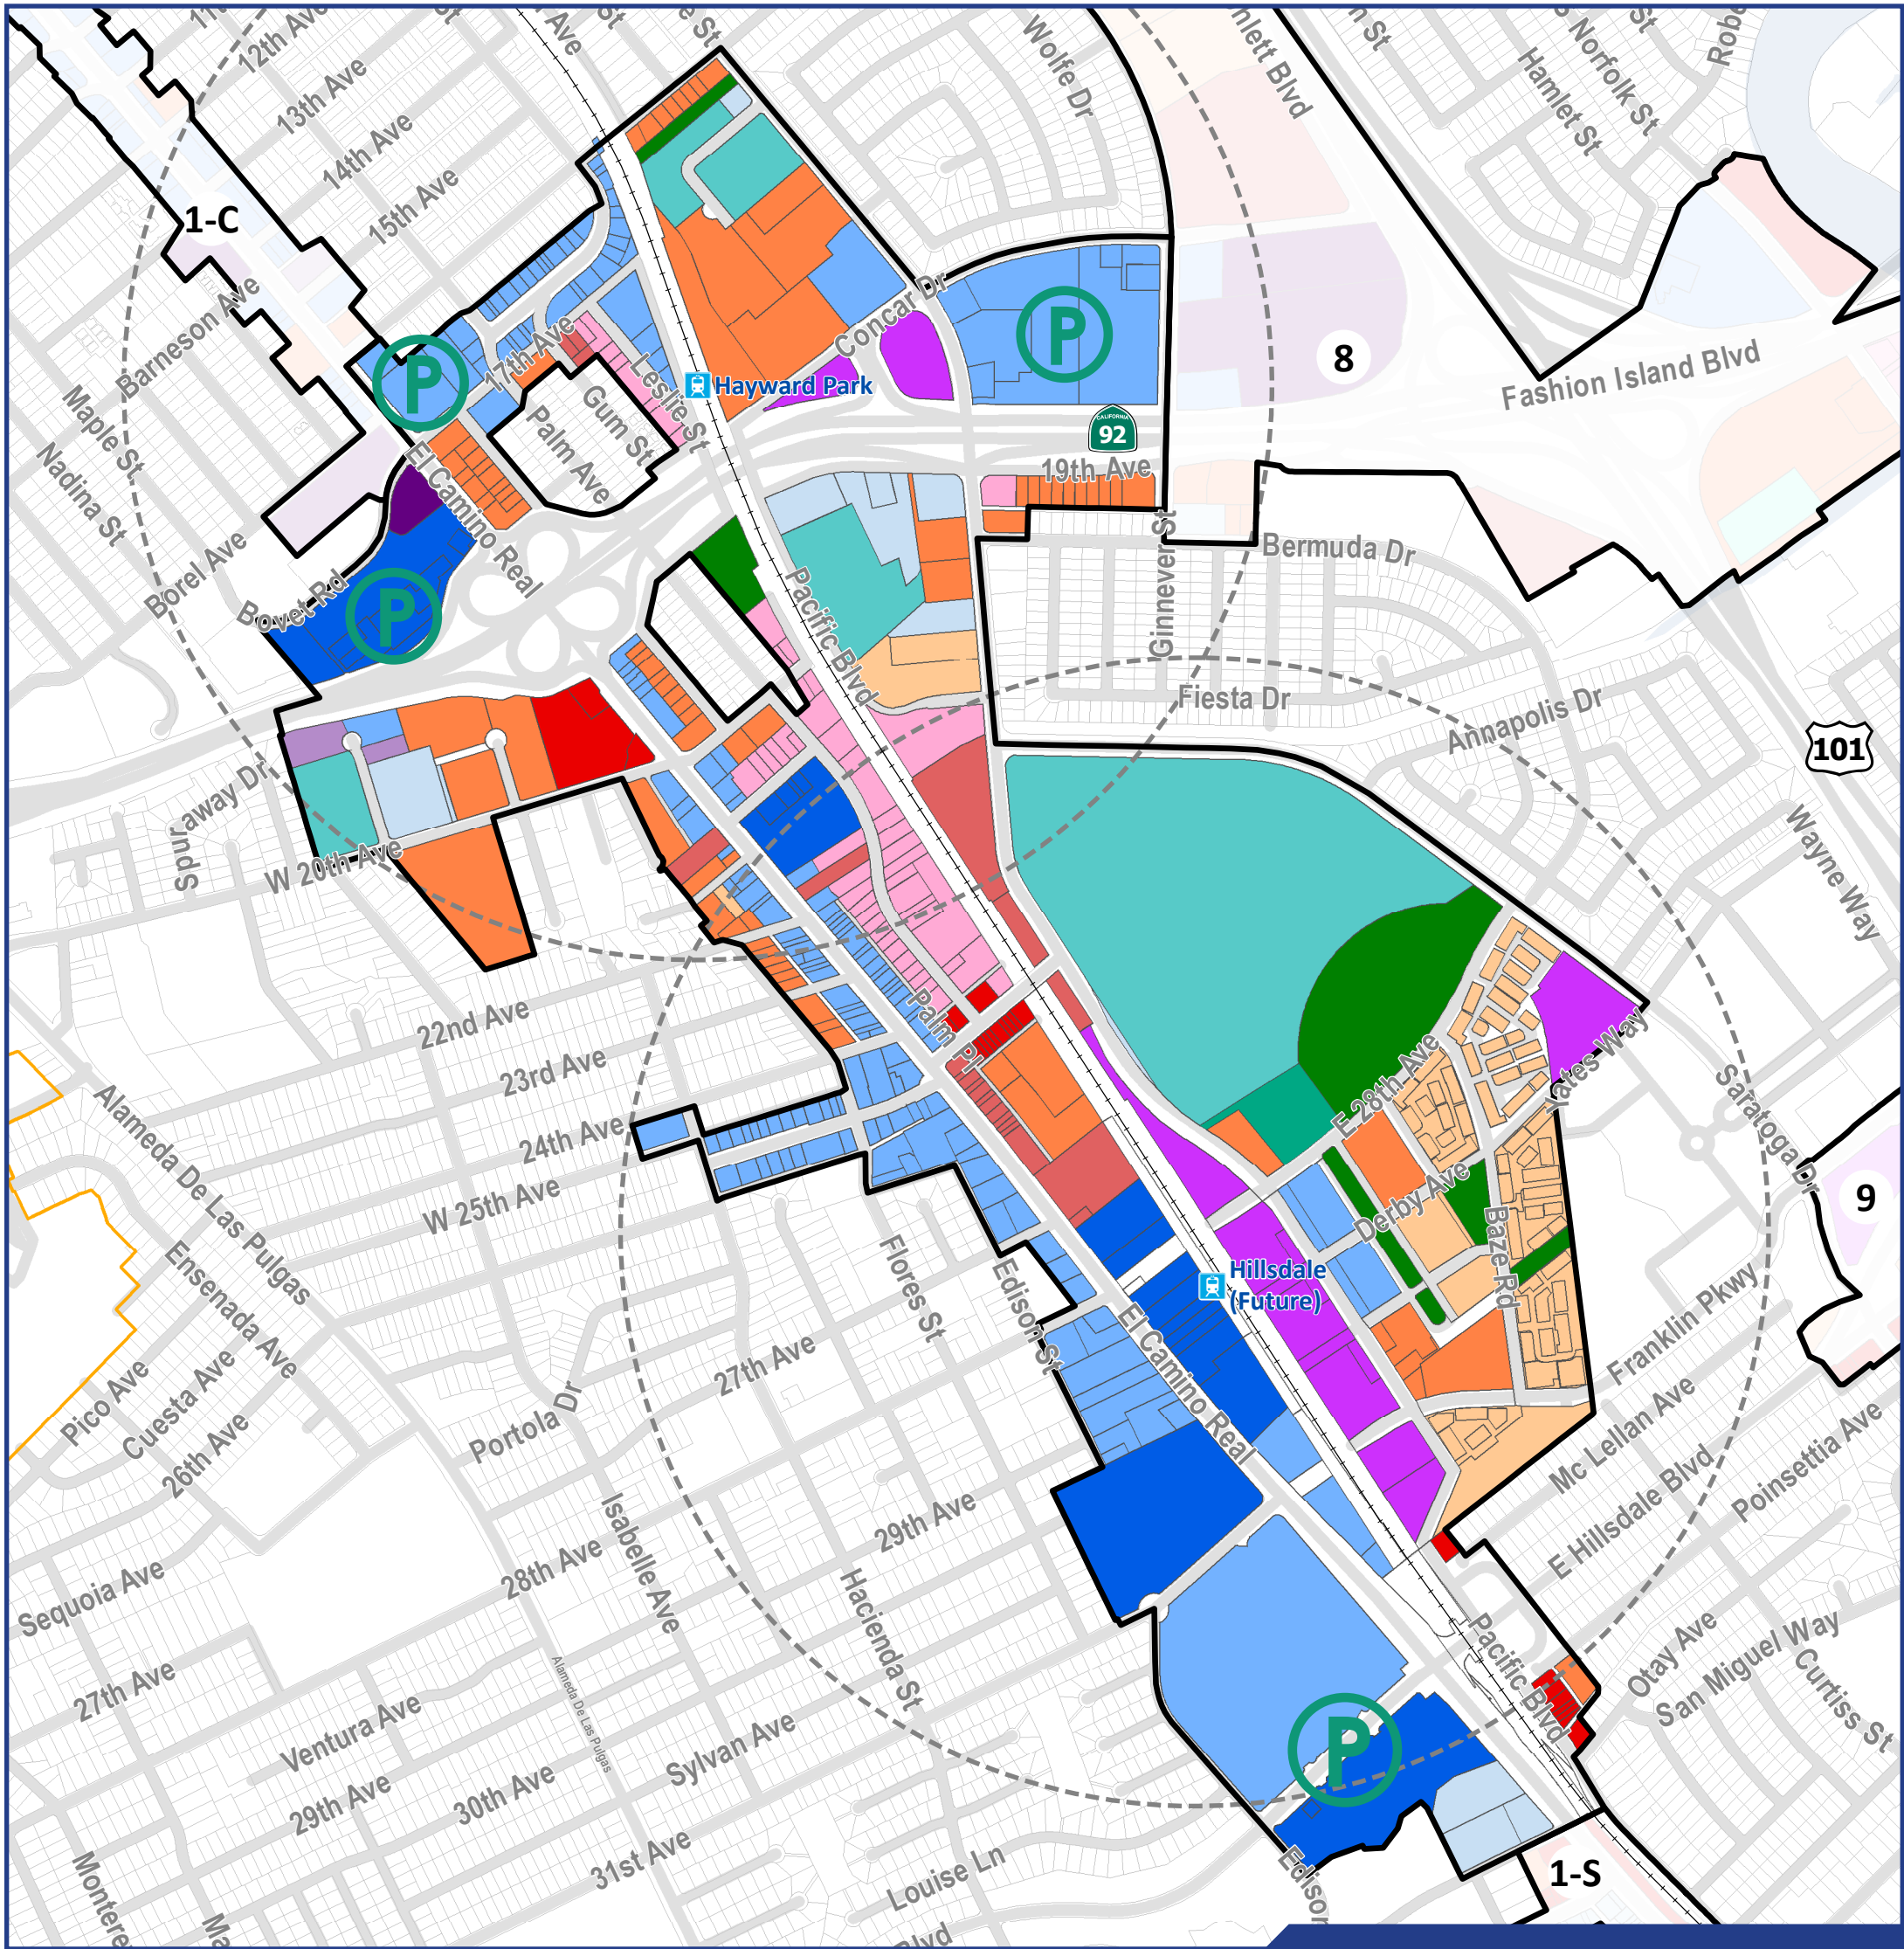 12th Ave
13th Ave
14th Ave
15th Ave
Wolfe Dr
Hamlet St
S Norfolk St
1-C
Barneson Ave
Concar Dr
17th Ave
Leslie St
Gum St
Palm Ave
Hayward Park
P
P
8
Fashion Island Blvd
CALIFORNIA
92
19th Ave
Maple St
Nadina St
El Camino Real
Borel Ave
Bovet Rd
P
Bermuda Dr
Ginnever St
Pacific Blvd
Fiesta Dr
Annapolis Dr
101
W 20th Ave
Wayne Way
22nd Ave
23rd Ave
24th Ave
W 25th Ave
Palm Pl
E 28th Ave
Yates Way
Saratoga Dr
Derby Ave
Baze Rd
9
Alameda De Las Pulgas
Ensenada Ave
Flores St
Edison St
Hillsdale
(Future)
Franklin Pkwy
El Camino Real
27th Ave
Pico Ave
Cuesta Ave
26th Ave
Portola Dr
Mc Lellan Ave
E Hillsdale Blvd
Poinsettia Ave
29th Ave
28th Ave
Isabelle Ave
Hacienda St
Sequoia Ave
Pacific Blvd
Otay Ave
San Miguel Way
Curtiss St
27th Ave
Ventura Ave
Alameda De Las Pulgas
Sylvan Ave
29th Ave
30th Ave
31st Ave
P
Louise Ln
Edison
1-S
Blvd